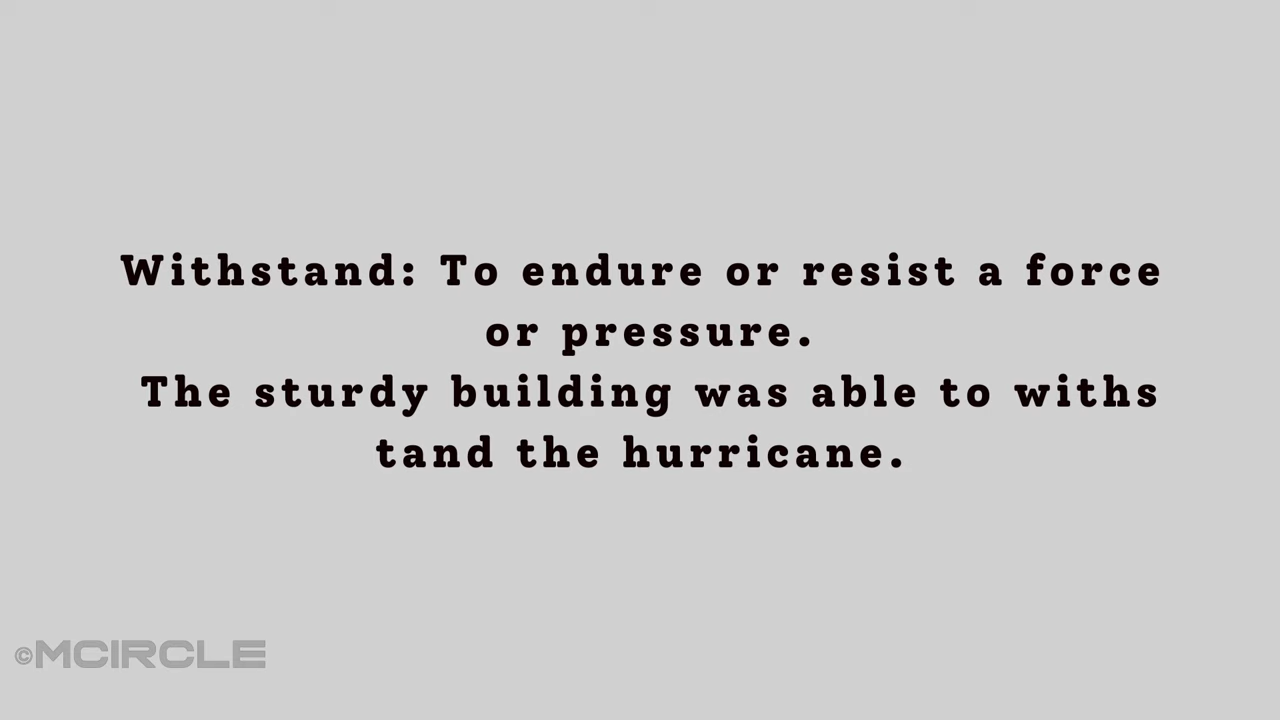 Withstand: To endure or resist a force
or pressure.
The sturdy building was able to withs
tand the hurricane.
©MCIRCLE